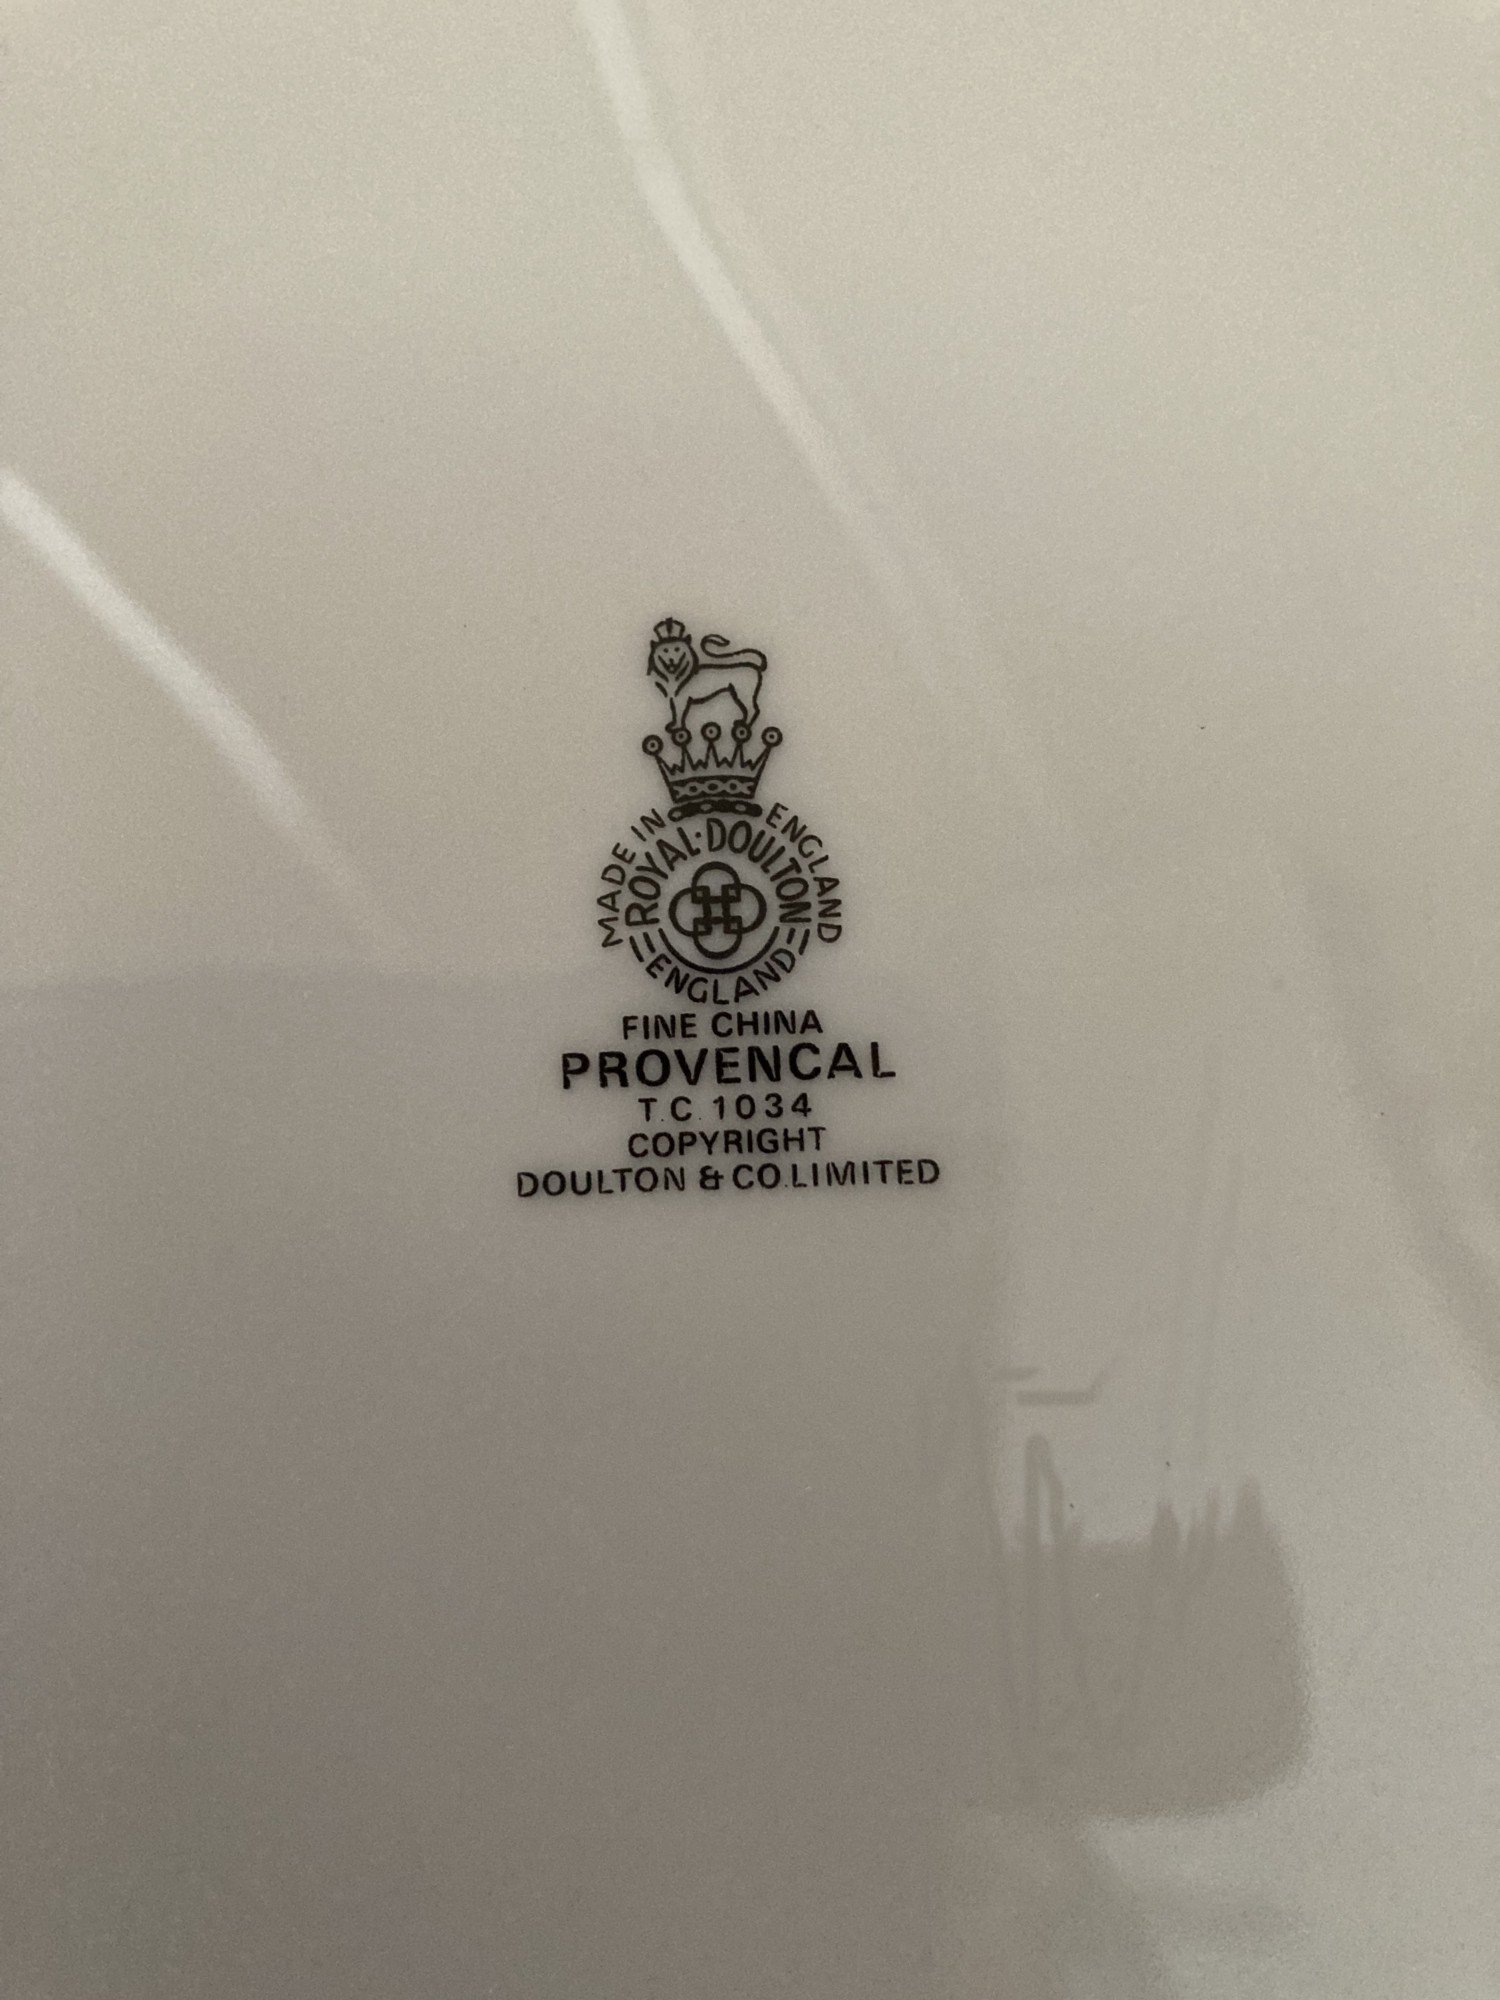 MADE IN ENGLAND
ROYAL·DOULTON
ENGLAND
FINE CHINA
PROVENCAL
T.C.1034
COPYRIGHT
DOULTON & CO.LIMITED